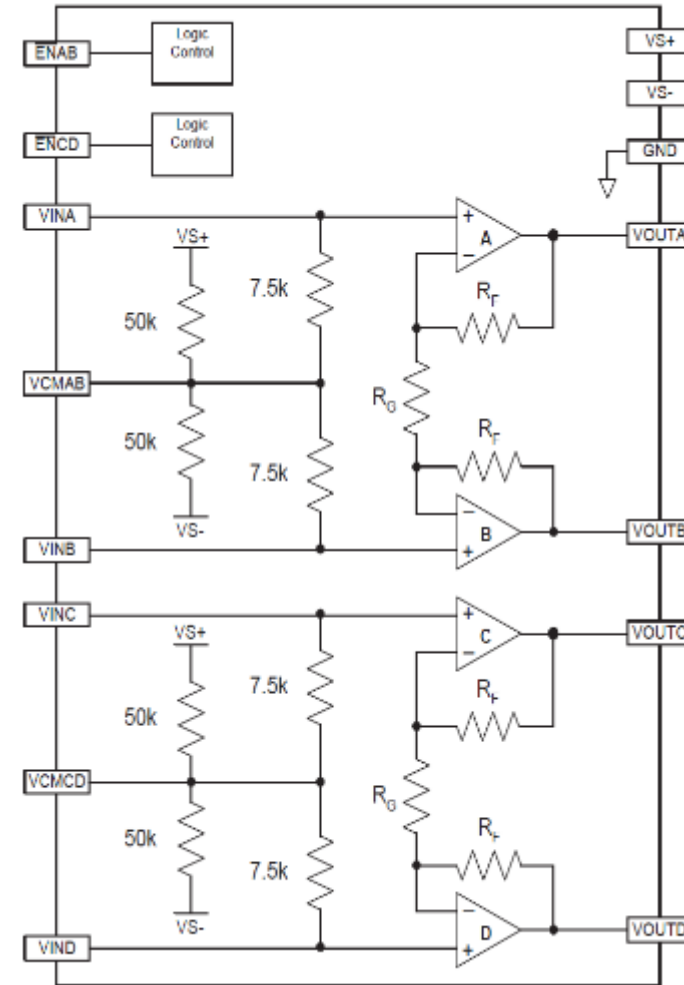 Logic
Control
ENAB
VS+
VS-
Logic
Control
ENCD
GND
VINA
VS+
+
A
−
VOUTA
7.5k
RF
50k
VCMAB
RG
50k
7.5k
RF
VS-
−
B
+
VOUTB
VINB
VINC
VS+
+
C
−
VOUTC
7.5k
RF
50k
VCMCD
RG
50k
7.5k
RF
VS-
−
D
+
VOUTD
VIND